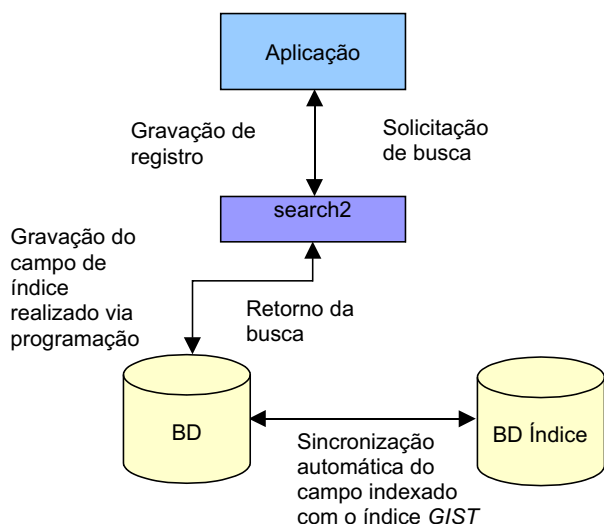 Aplicação
Gravação de
registro
Solicitação
de busca
search2
Gravação do
campo de
índice
realizado via
programação
Retorno da
busca
BD
BD Índice
Sincronização
automática do
campo indexado
com o índice GIST